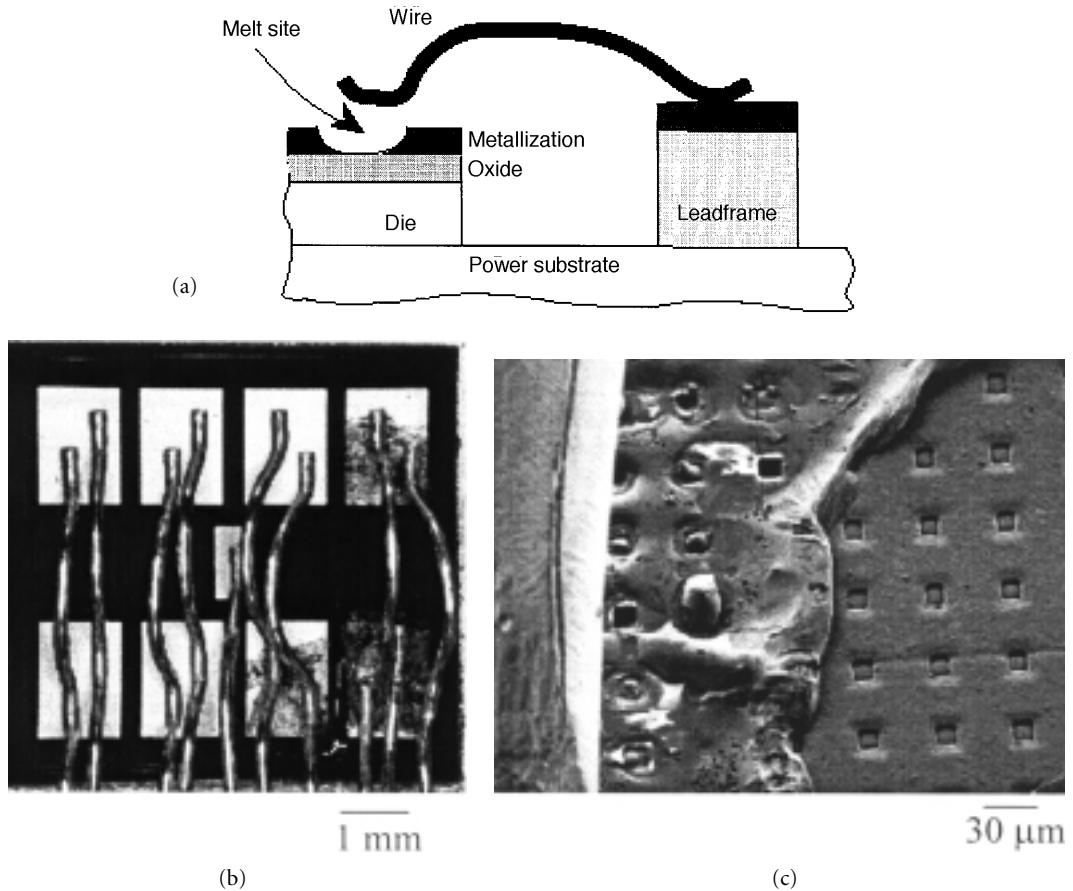 Wire
Melt site
Metallization
Oxide
Leadframe
Die
Power substrate
(a)
1 mm
30 μm
(b)
(c)